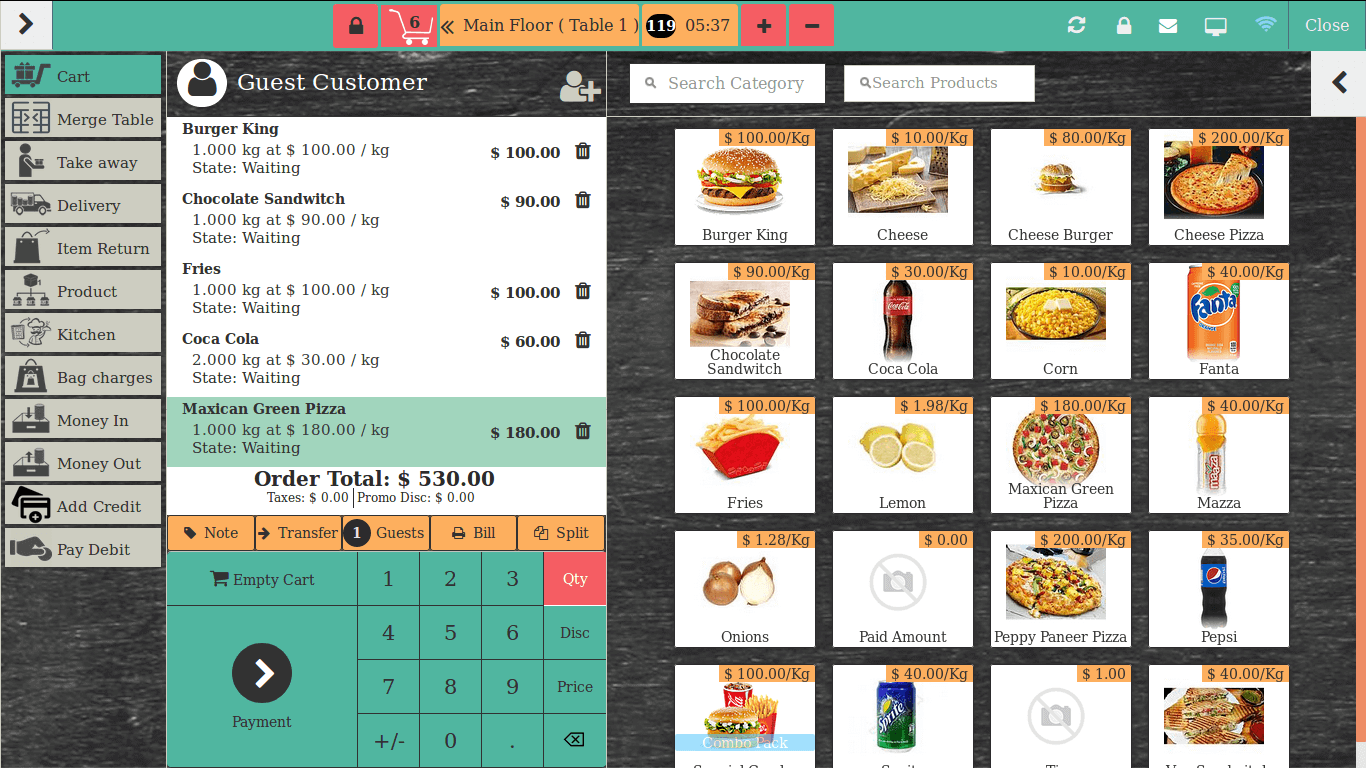 6
Main Floor ( Table 1 )
119 05:37
Close
Cart
Merge Table
Take away
Delivery
Item Return
Product
Kitchen
Bag charges
Money In
Money Out
Add Credit
Pay Debit
Guest Customer
Burger King
1.000 kg at $ 100.00 / kg
$ 100.00
State: Waiting
Chocolate Sandwitch
$ 90.00
1.000 kg at $ 90.00 / kg
State: Waiting
Fries
1.000 kg at $ 100.00 / kg
$ 100.00
State: Waiting
Coca Cola
$ 60.00
2.000 kg at $ 30.00 / kg
State: Waiting
Maxican Green Pizza
1.000 kg at $ 180.00 / kg
$ 180.00
State: Waiting
Order Total: $ 530.00
Taxes: $ 0.00 Promo Disc: $ 0.00
Note
Transfer
1 Guests
Bill
Split
Empty Cart
1 2 3 Qty
4 5 6 Disc
7 8 9 Price
Payment
+/- 0 .
Search Category
Search Products
$ 100.00/Kg
Burger King
$ 10.00/Kg
Cheese
$ 80.00/Kg
Cheese Burger
$ 200.00/Kg
Cheese Pizza
$ 90.00/Kg
Chocolate
Sandwitch
$ 30.00/Kg
Coca-Cola
Coca Cola
$ 10.00/Kg
Corn
$ 40.00/Kg
Fanta
ORANGE
Fanta
$ 100.00/Kg
Fries
$ 1.98/Kg
Lemon
$ 180.00/Kg
Maxican Green
Pizza
$ 40.00/Kg
maaza
Mazza
$ 1.28/Kg
Onions
$ 0.00
Paid Amount
$ 200.00/Kg
Peppy Paneer Pizza
$ 35.00/Kg
Pepsi
$ 100.00/Kg
Combo Pack
$ 40.00/Kg
Sprite
$ 1.00
$ 40.00/Kg